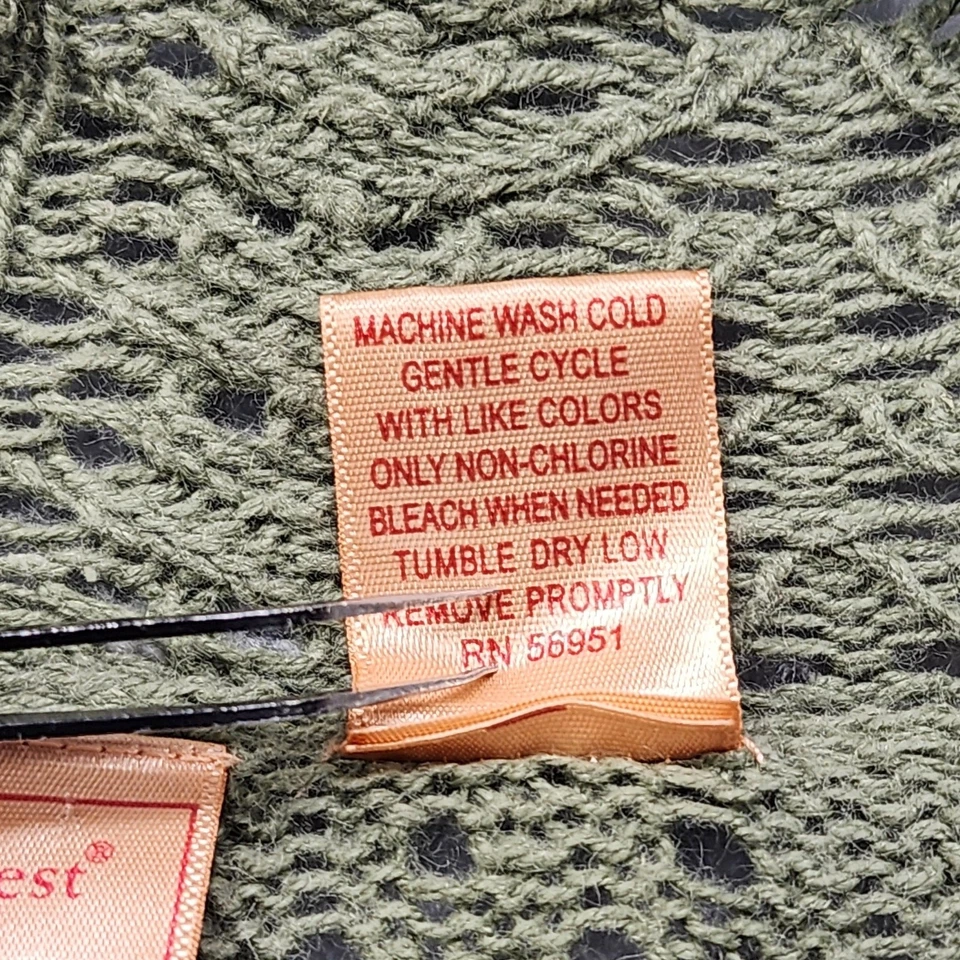 MACHINE WASH COLD
GENTLE CYCLE
WITH LIKE COLORS
ONLY NON-CHLORINE
BLEACH WHEN NEEDED
TUMBLE DRY LOW
REMOVE PROMPTLY
RN 56951
est®